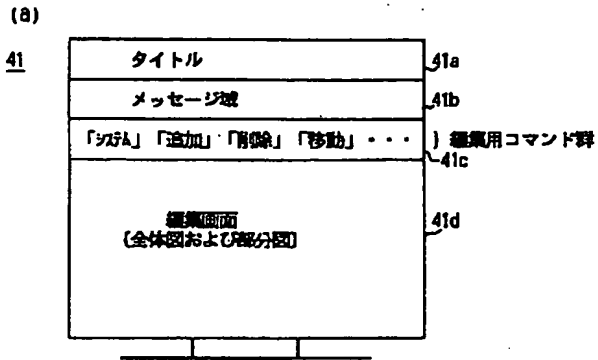 (a)
41
タイトル 41a
メッセージ域 41b
「システム」「追加」「削除」「移動」・・・ } 編集用コマンド群
41c
編集画面 41d
(全体図および部分図)